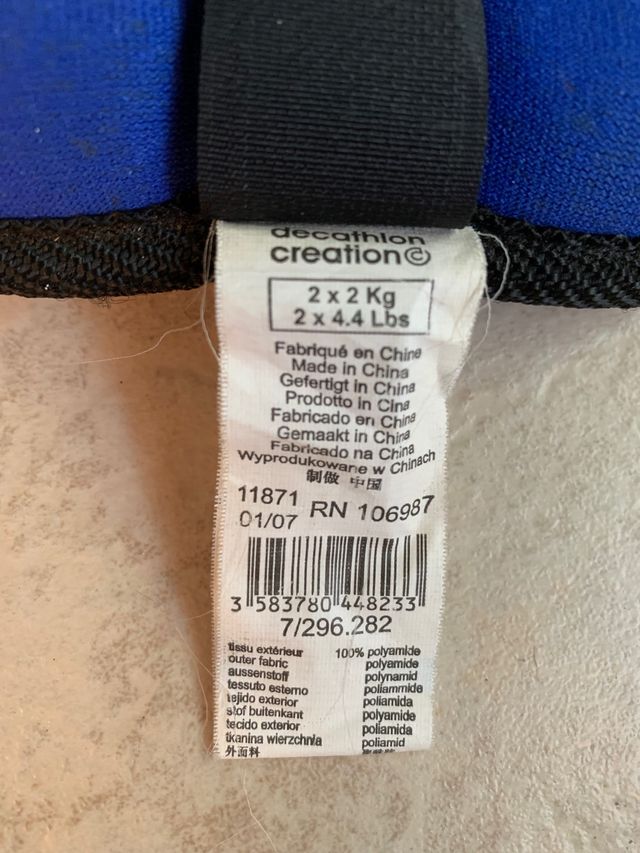 decathlon
creation©
2 x 2 Kg
2 x 4.4 Lbs
Fabriqué en Chine
Made in China
Gefertigt in China
Prodotto in Cina
Fabricado en China
Gemaakt in China
Fabricado na China
Wyprodukowane w Chinach
制做 中国
11871 RN 106987
01/07
3 583780 448233
7/296.282
tissu extérieur 100% polyamide
outer fabric polyamide
aussenstoff polynamid
tessuto esterno poliammide
tejido exterior poliamida
stof buitenkant polyamide
tecido exterior poliamida
tkanina wierzchnia poliamid
外面料